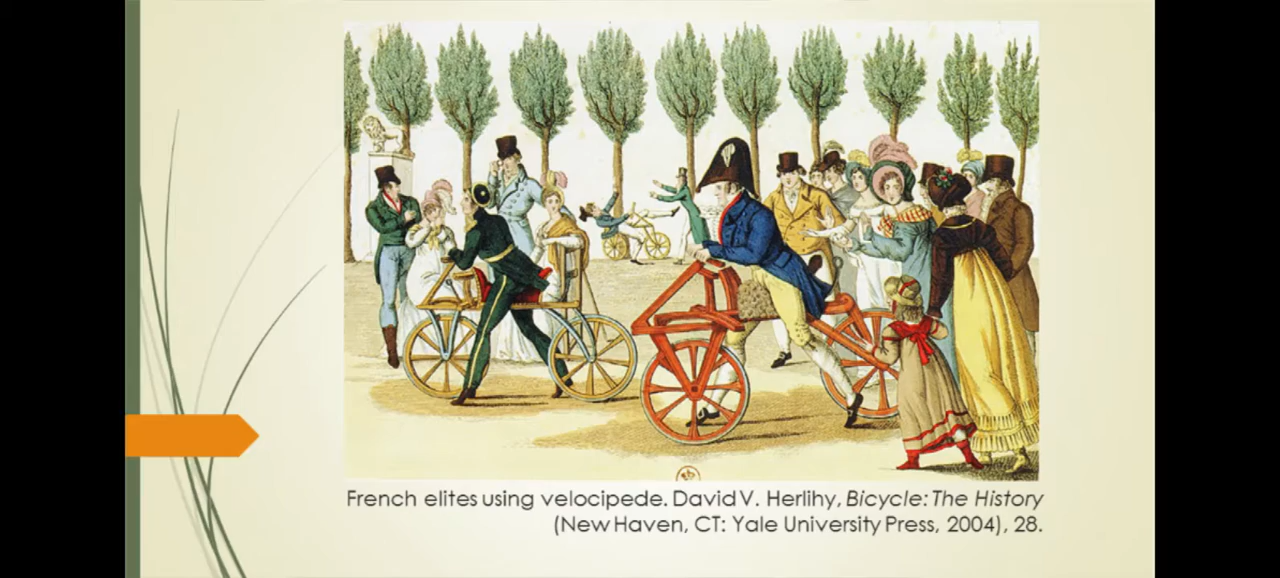 French elites using velocipede. David V. Herlihy, Bicycle: The History
(New Haven, CT: Yale University Press, 2004), 28.